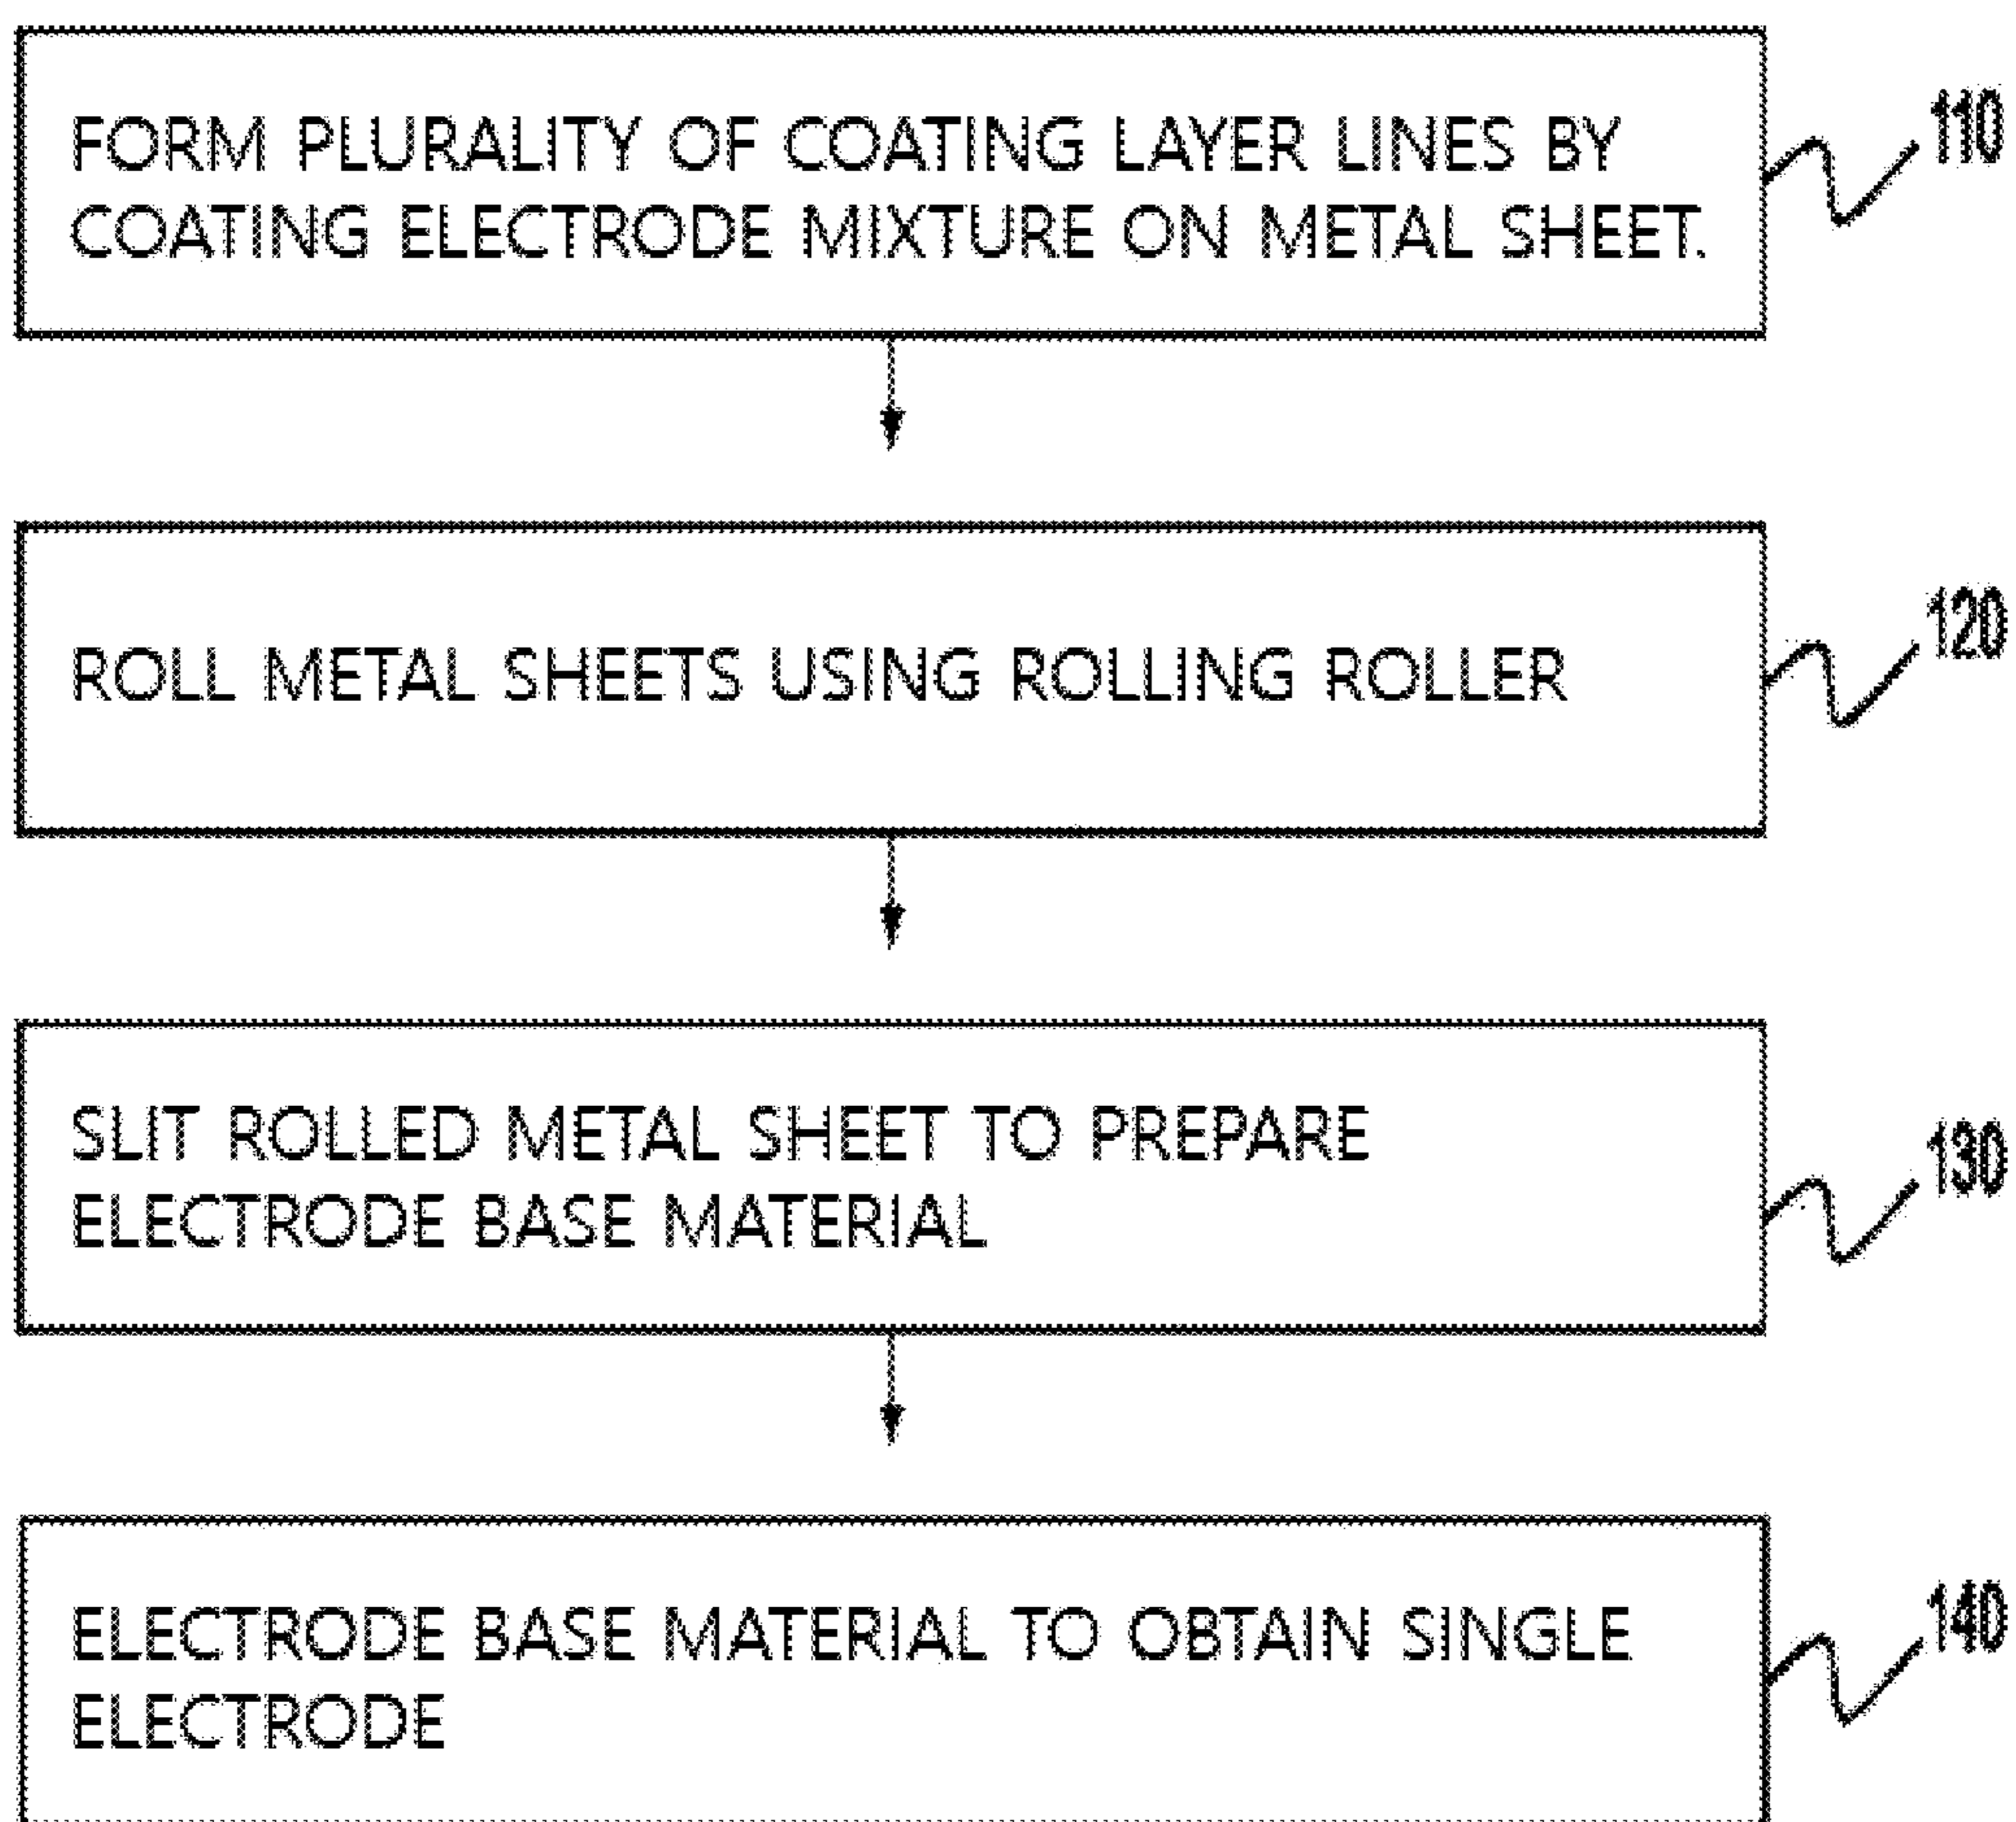 FORM PLURALITY OF COATING LAYER LINES BY
COATING ELECTRODE MIXTURE ON METAL SHEET.
110
ROLL METAL SHEETS USING ROLLING ROLLER
120
SLIT ROLLED METAL SHEET TO PREPARE
ELECTRODE BASE MATERIAL
130
ELECTRODE BASE MATERIAL TO OBTAIN SINGLE
ELECTRODE
140